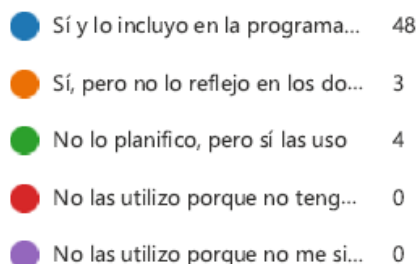 Sí y lo incluyo en la programa... 48
Sí, pero no lo reflejo en los do... 3
No lo planifico, pero sí las uso 4
No las utilizo porque no teng... 0
No las utilizo porque no me si... 0